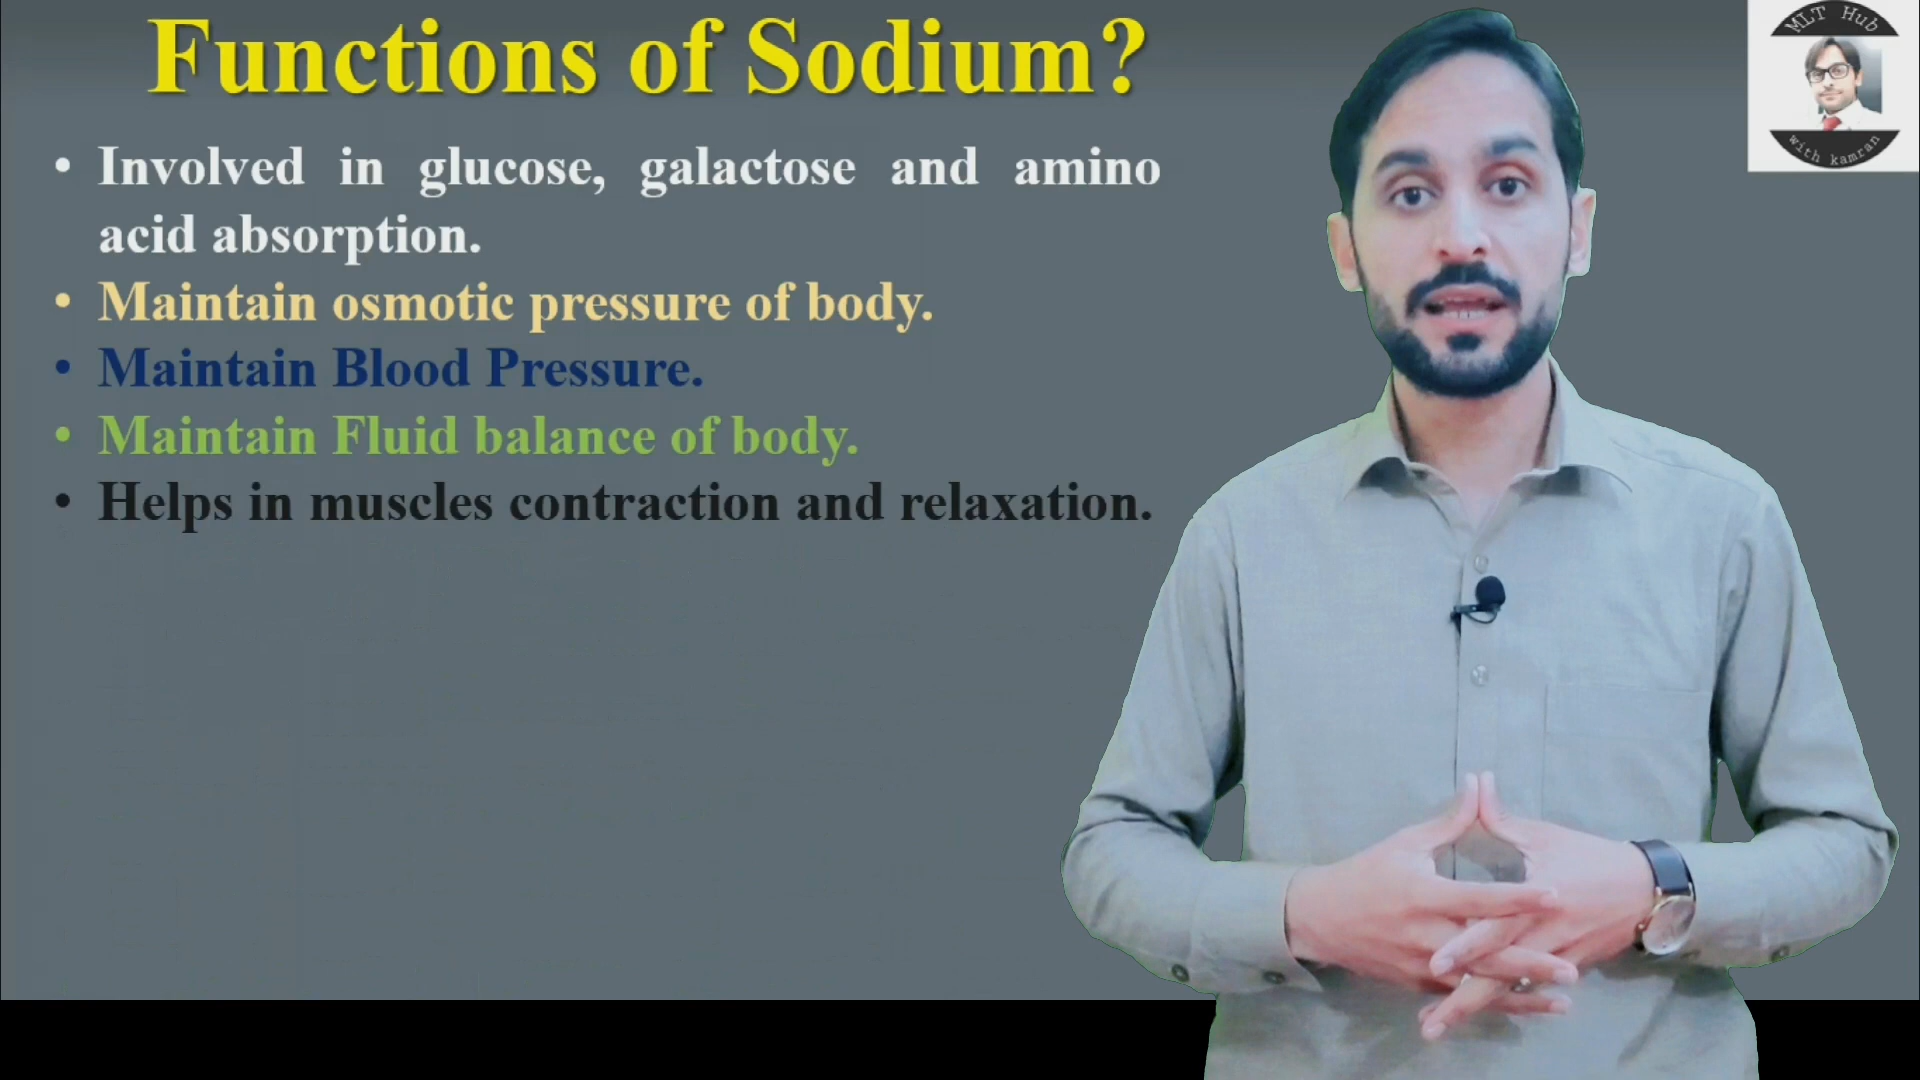 Functions of Sodium?
• Involved in glucose, galactose and amino
acid absorption.
• Maintain osmotic pressure of body.
• Maintain Blood Pressure.
• Maintain Fluid balance of body.
• Helps in muscles contraction and relaxation.
MLT Hub
with kamran